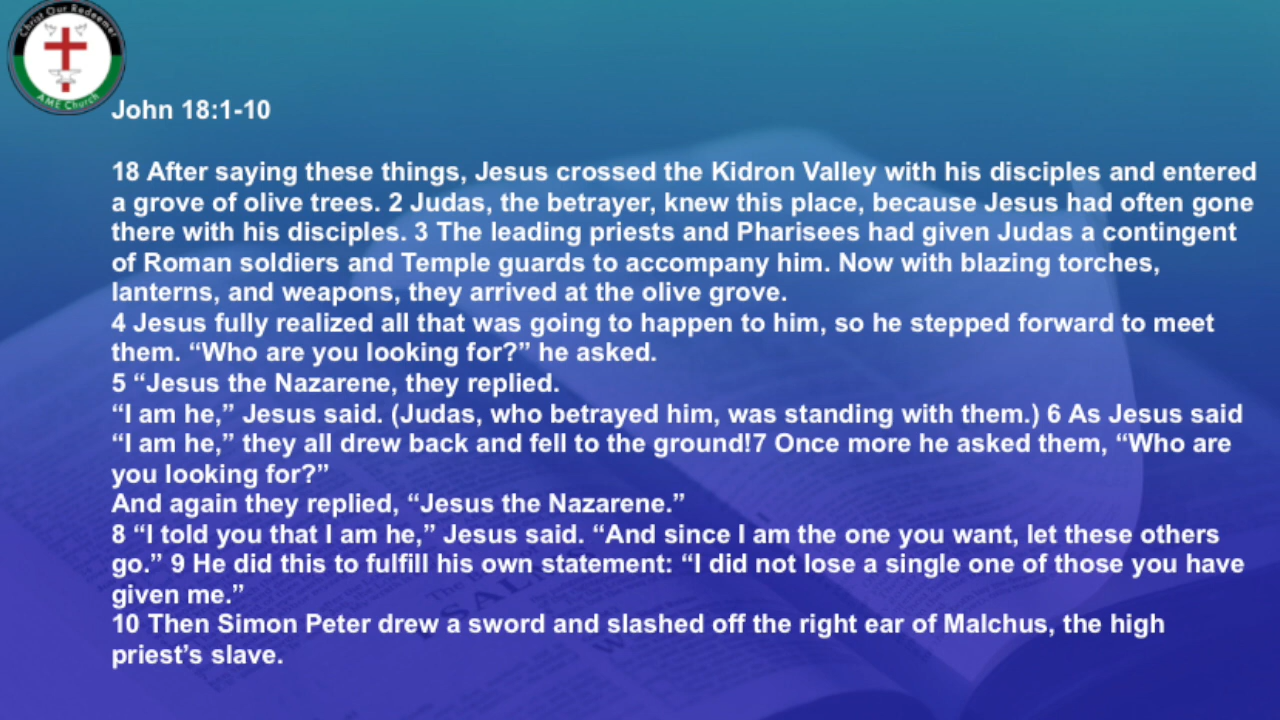 Christ Our Redeemer
AME Church
John 18:1-10
18 After saying these things, Jesus crossed the Kidron Valley with his disciples and entered
a grove of olive trees. 2 Judas, the betrayer, knew this place, because Jesus had often gone
there with his disciples. 3 The leading priests and Pharisees had given Judas a contingent
of Roman soldiers and Temple guards to accompany him. Now with blazing torches,
lanterns, and weapons, they arrived at the olive grove.
4 Jesus fully realized all that was going to happen to him, so he stepped forward to meet
them. “Who are you looking for?” he asked.
5 “Jesus the Nazarene, they replied.
“I am he,” Jesus said. (Judas, who betrayed him, was standing with them.) 6 As Jesus said
“I am he,” they all drew back and fell to the ground!7 Once more he asked them, “Who are
you looking for?”
And again they replied, “Jesus the Nazarene.”
8 “I told you that I am he,” Jesus said. “And since I am the one you want, let these others
go.” 9 He did this to fulfill his own statement: “I did not lose a single one of those you have
given me.”
10 Then Simon Peter drew a sword and slashed off the right ear of Malchus, the high
priest’s slave.